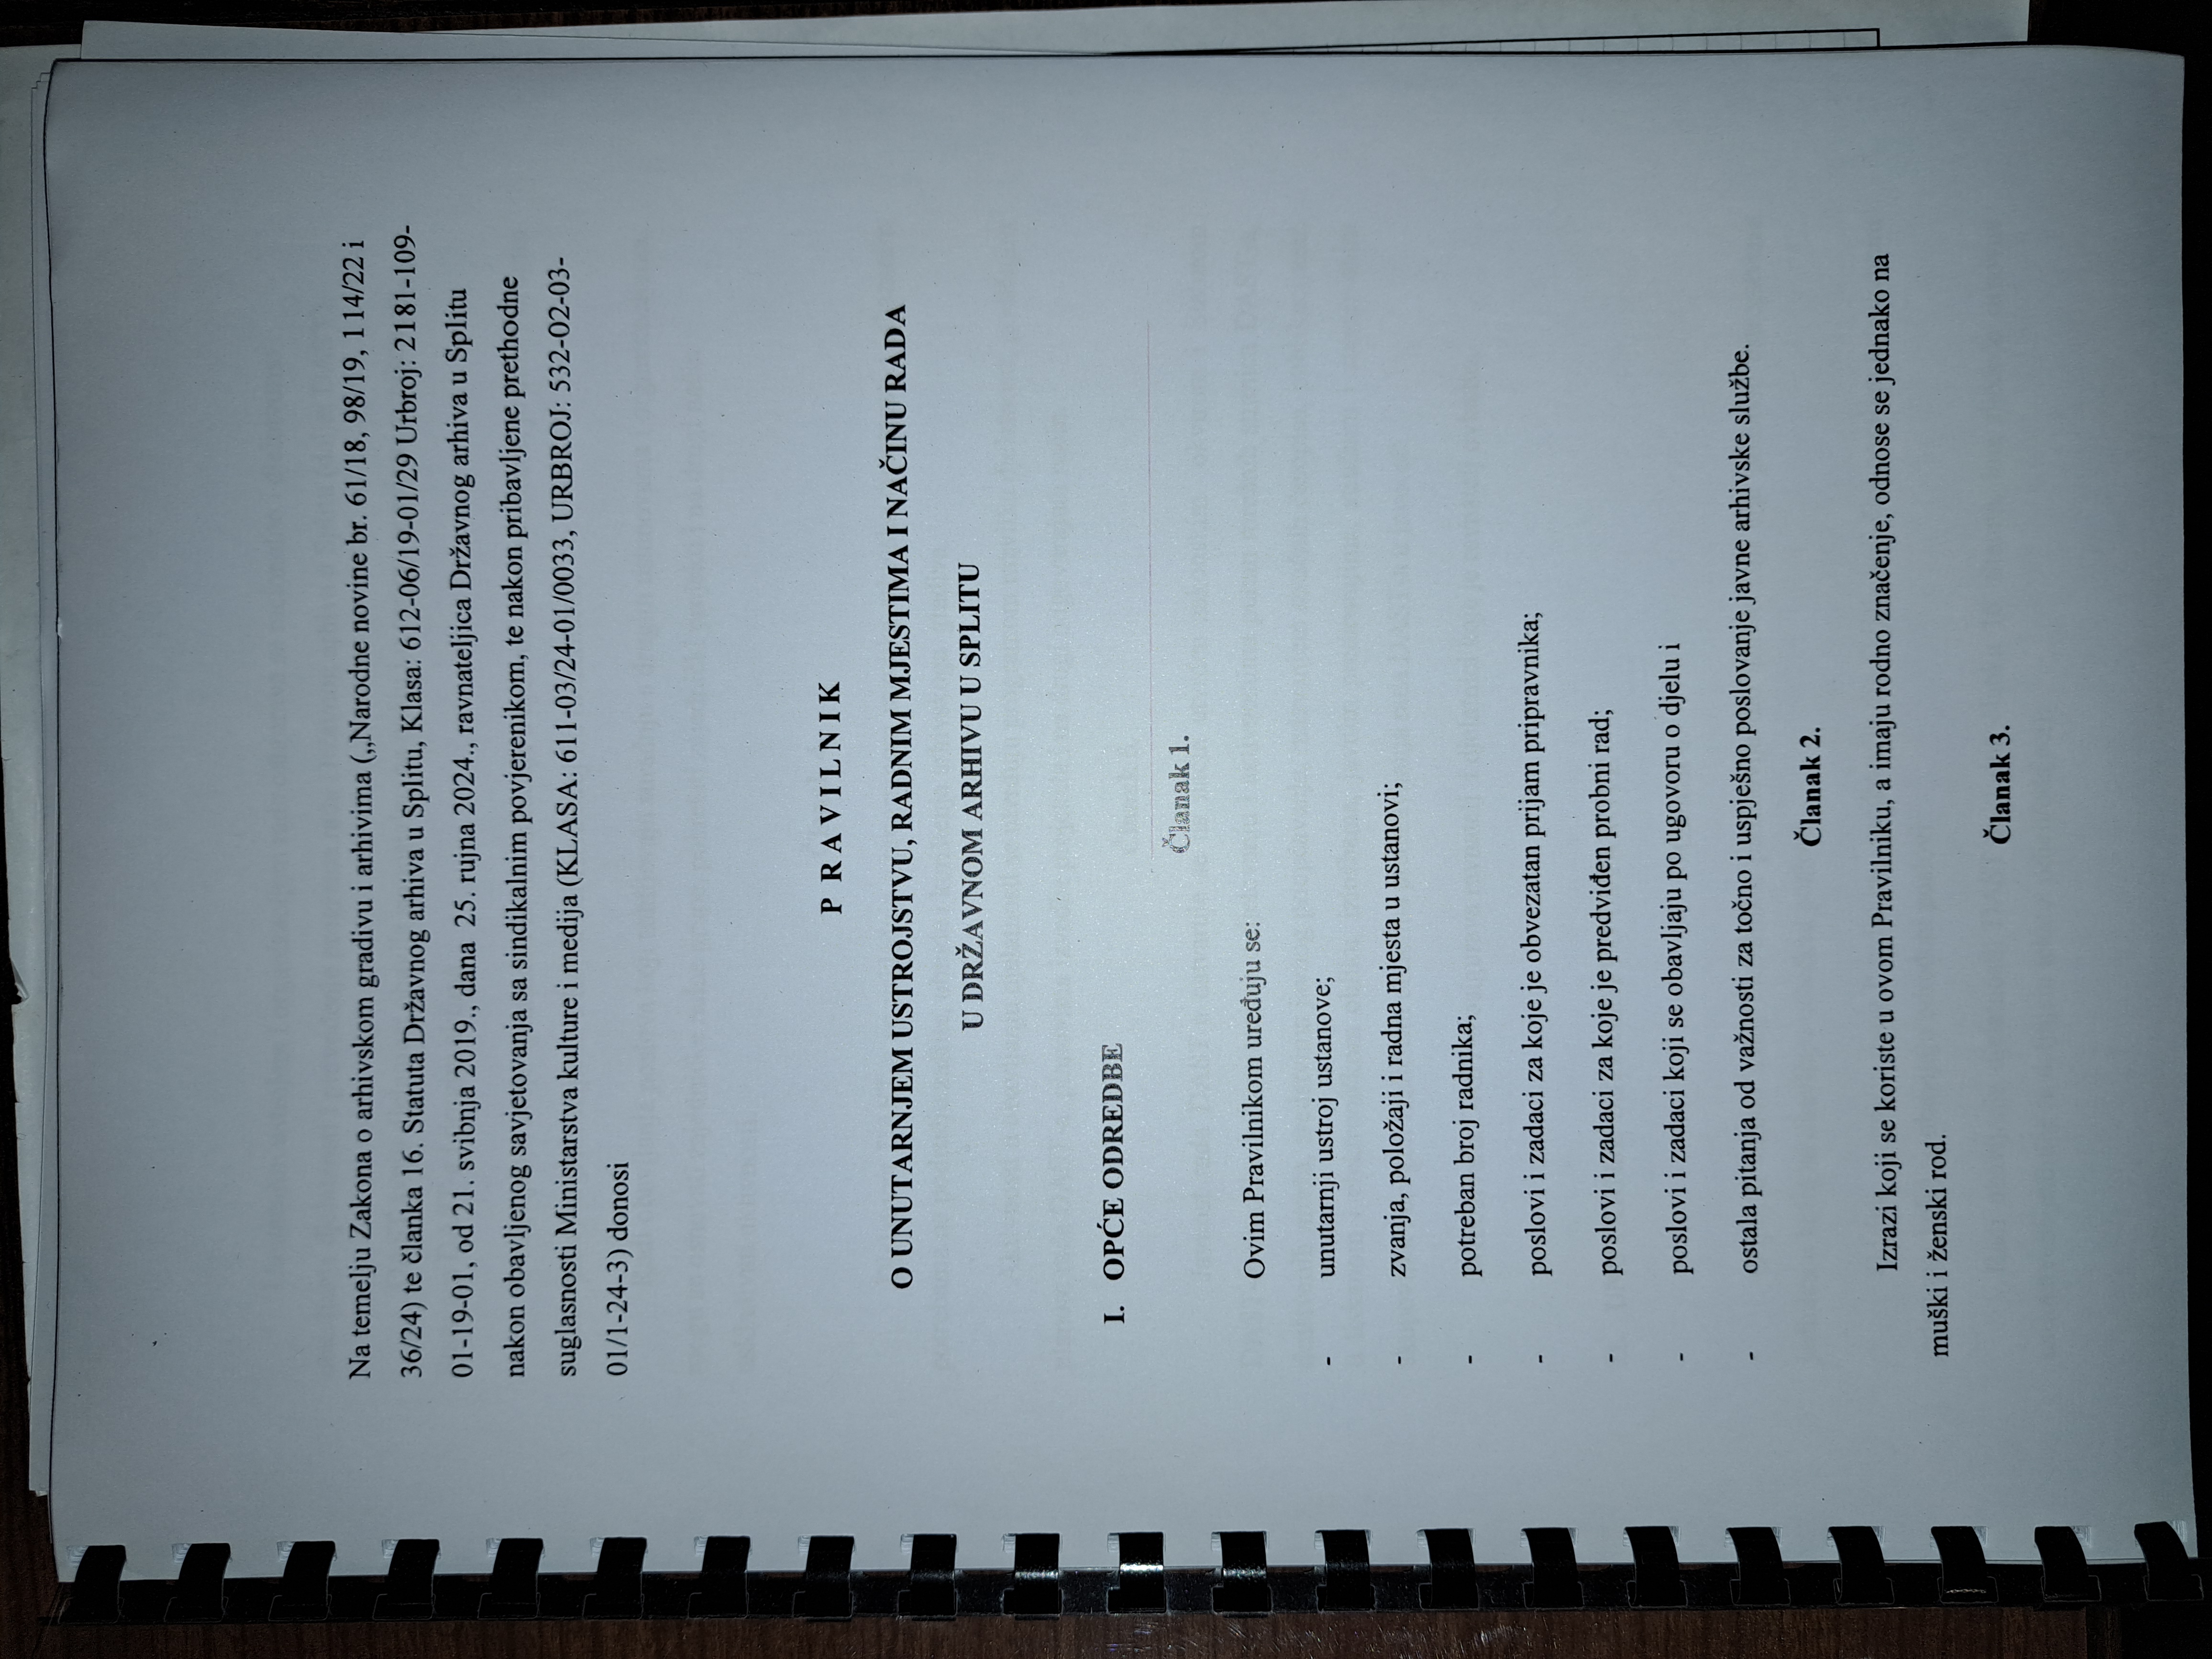 Na temelju Zakona o arhivskom gradivu i arhivima („Narodne novine br. 61/18, 98/19, 114/22 i
36/24) te članka 16. Statuta Državnog arhiva u Splitu, Klasa: 612-06/19-01/29 Urbroj: 2181-109-
01-19-01, od 21. svibnja 2019., dana 25. rujna 2024., ravnateljica Državnog arhiva u Splitu
nakon obavljenog savjetovanja sa sindikalnim povjerenikom, te nakon pribavljene prethodne
suglasnosti Ministarstva kulture i medija (KLASA: 611-03/24-01/0033, URBROJ: 532-02-03-
01/1-24-3) donosi
P R A V I L N I K
O UNUTARNJEM USTROJSTVU, RADNIM MJESTIMA I NAČINU RADA
U DRŽAVNOM ARHIVU U SPLITU
I. OPĆE ODREDBE
Članak 1.
Ovim Pravilnikom uređuju se:
- unutarnji ustroj ustanove;
- zvanja, položaji i radna mjesta u ustanovi;
- potreban broj radnika;
- poslovi i zadaci za koje je obvezatan prijam pripravnika;
- poslovi i zadaci za koje je predviđen probni rad;
- poslovi i zadaci koji se obavljaju po ugovoru o djelu i
- ostala pitanja od važnosti za točno i uspješno poslovanje javne arhivske službe.
Članak 2.
Izrazi koji se koriste u ovom Pravilniku, a imaju rodno značenje, odnose se jednako na
muški i ženski rod.
Članak 3.